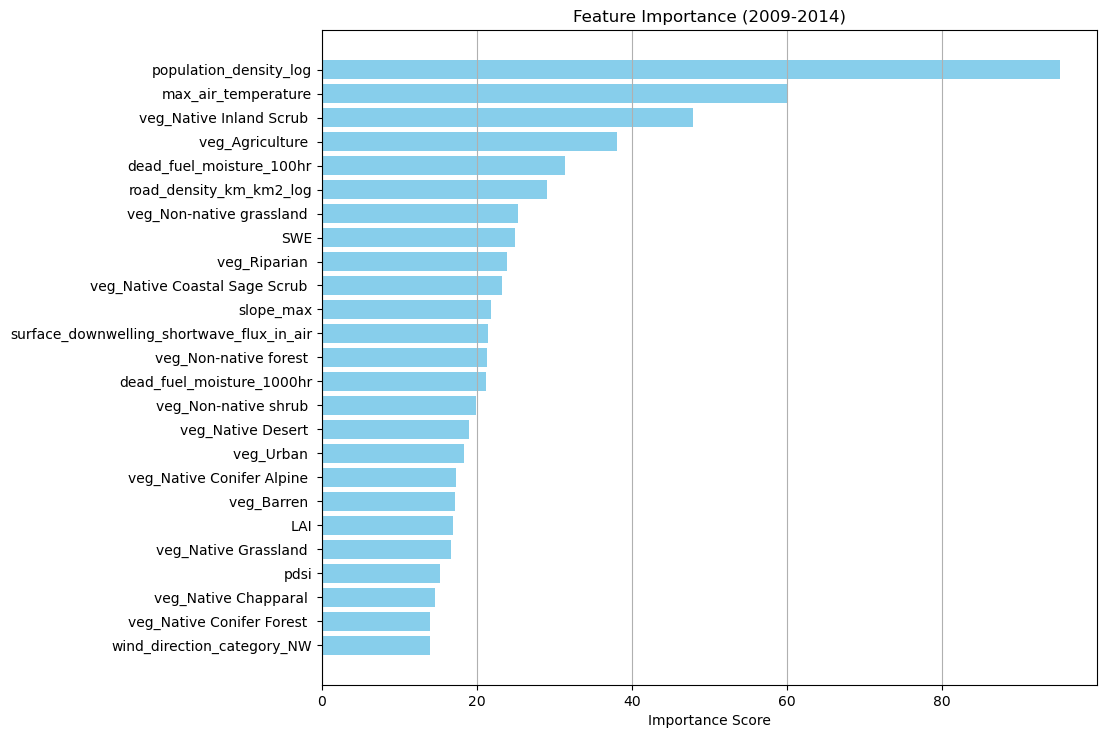 Feature Importance (2009-2014)
population_density_log
max_air_temperature
veg_Native Inland Scrub
veg_Agriculture
dead_fuel_moisture_100hr
road_density_km_km2_log
veg_Non-native grassland
SWE
veg_Riparian
veg_Native Coastal Sage Scrub
slope_max
surface_downwelling_shortwave_flux_in_air
veg_Non-native forest
dead_fuel_moisture_1000hr
veg_Non-native shrub
veg_Native Desert
veg_Urban
veg_Native Conifer Alpine
veg_Barren
LAI
veg_Native Grassland
pdsi
veg_Native Chapparal
veg_Native Conifer Forest
wind_direction_category_NW
0 20 40 60 80
Importance Score